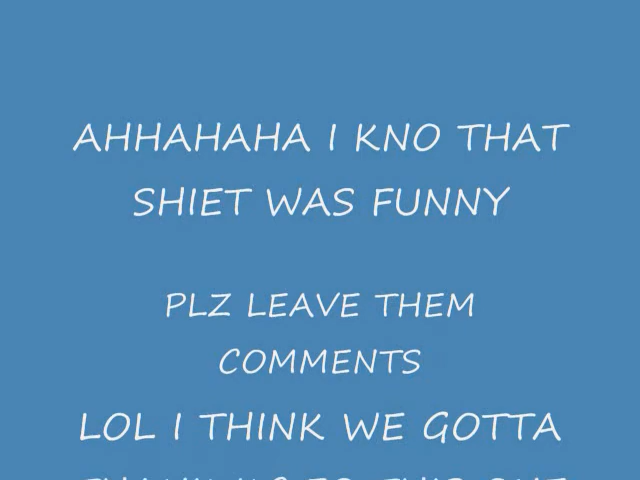 AHHAHAHA I KNO THAT
SHIET WAS FUNNY
PLZ LEAVE THEM
COMMENTS
LOL I THINK WE GOTTA